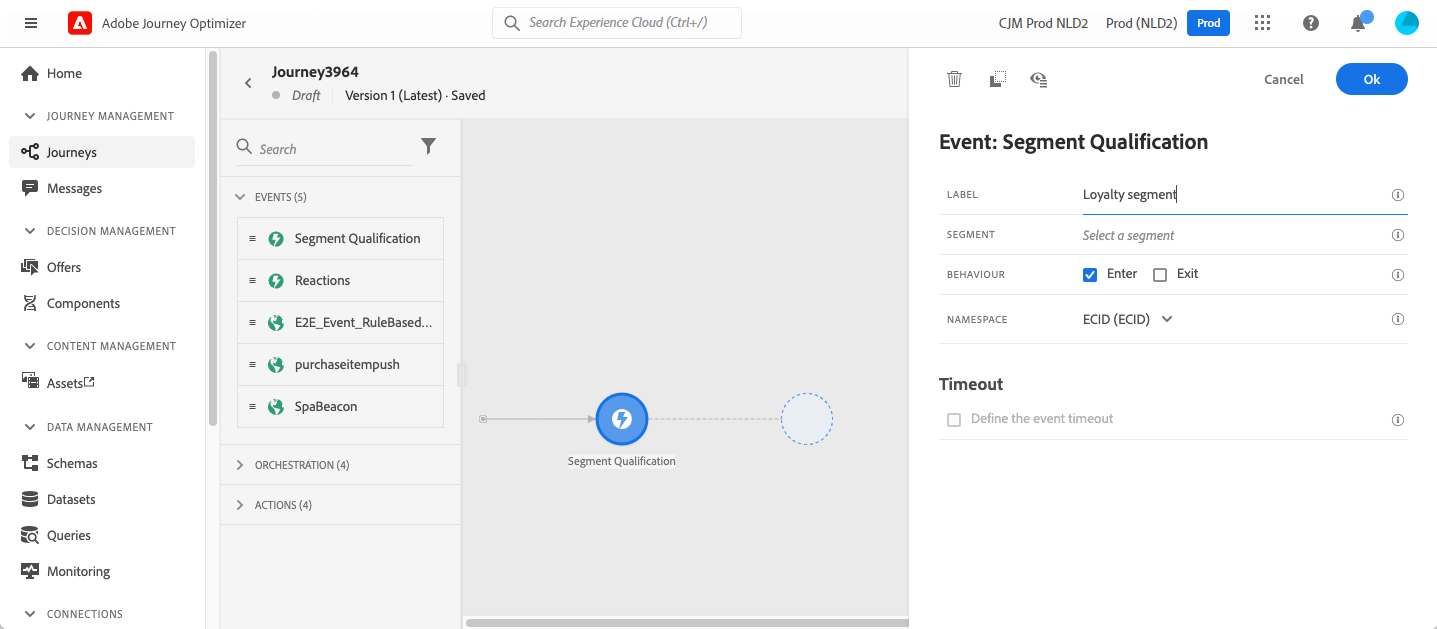 Adobe Journey Optimizer
Search Experience Cloud (Ctrl+/)
CJM Prod NLD2
Prod (NLD2)
Prod
Home
JOURNEY MANAGEMENT
Journeys
Messages
DECISION MANAGEMENT
Offers
Components
CONTENT MANAGEMENT
Assets
DATA MANAGEMENT
Schemas
Datasets
Queries
Monitoring
CONNECTIONS
Journey3964
Draft
Version 1 (Latest) · Saved
Search
EVENTS (5)
Segment Qualification
Reactions
E2E_Event_RuleBased...
purchaseitempush
SpaBeacon
ORCHESTRATION (4)
ACTIONS (4)
Segment Qualification
Cancel
Ok
Event: Segment Qualification
LABEL
Loyalty segment
SEGMENT
Select a segment
BEHAVIOUR
Enter
Exit
NAMESPACE
ECID (ECID)
Timeout
Define the event timeout